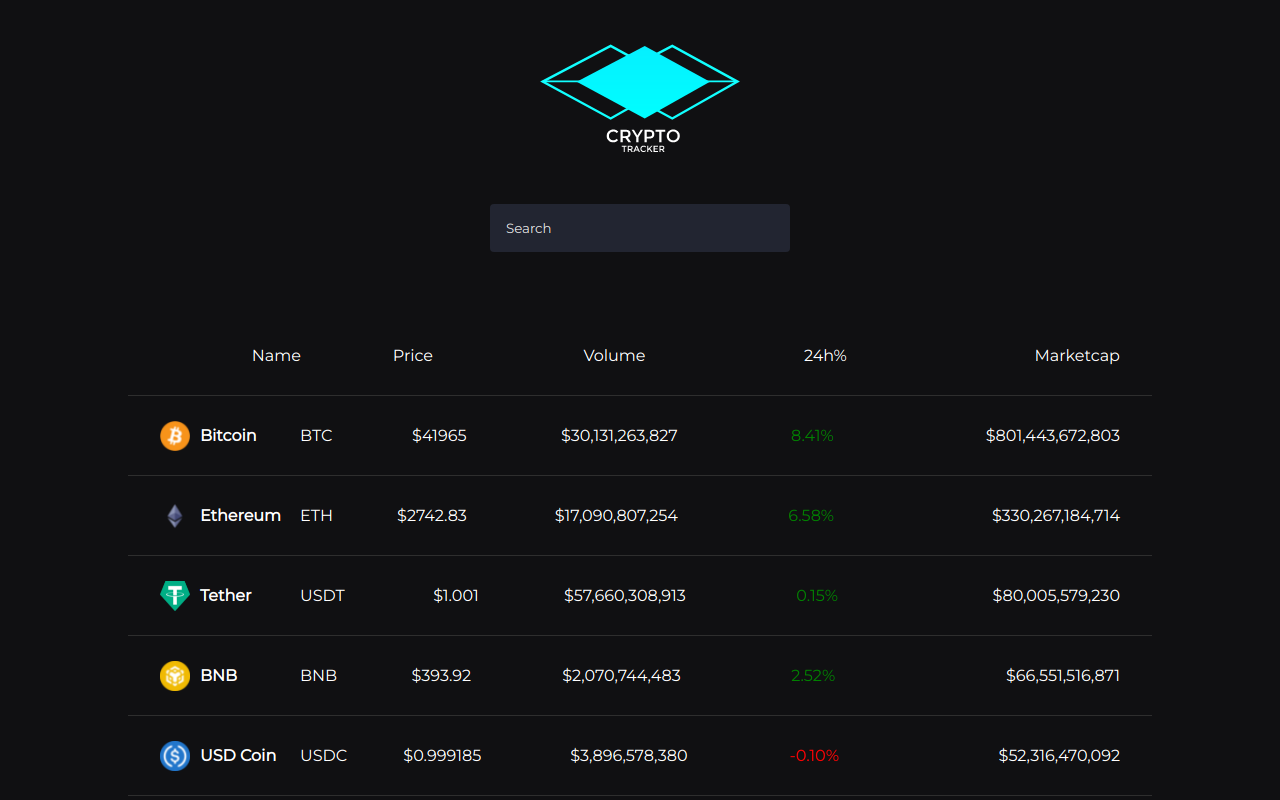 CRYPTO
TRACKER
Search
Name Price Volume 24h% Marketcap
Bitcoin BTC $41965 $30,131,263,827 8.41% $801,443,672,803
Ethereum ETH $2742.83 $17,090,807,254 6.58% $330,267,184,714
Tether USDT $1.001 $57,660,308,913 0.15% $80,005,579,230
BNB BNB $393.92 $2,070,744,483 2.52% $66,551,516,871
USD Coin USDC $0.999185 $3,896,578,380 -0.10% $52,316,470,092